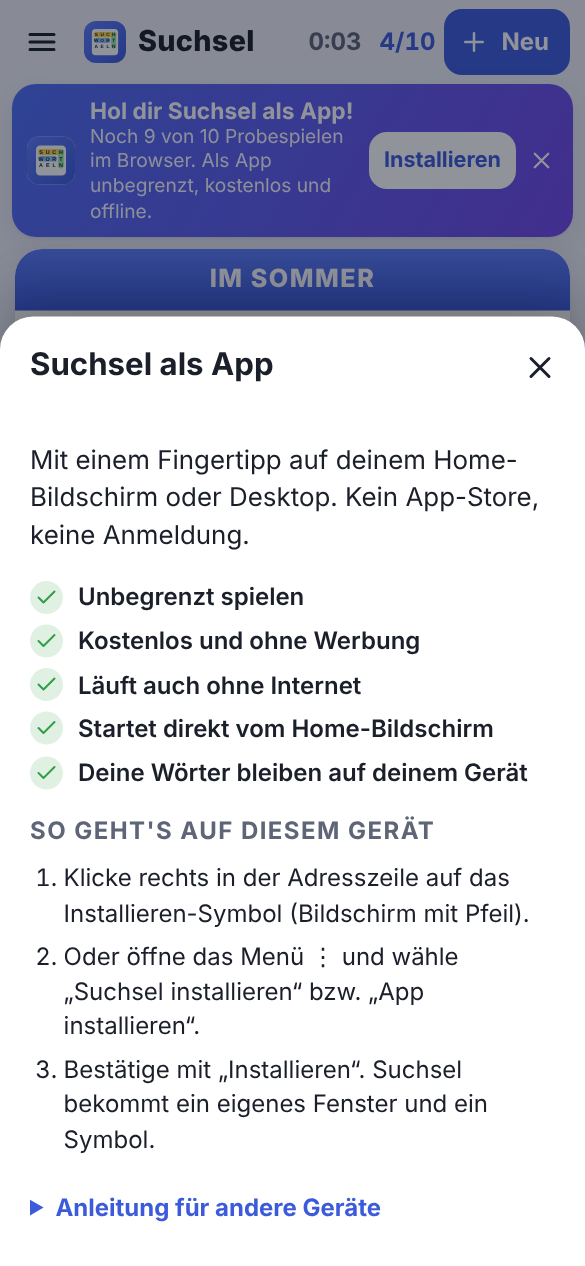 Suchsel
0:03
4/10
+ Neu
Hol dir Suchsel als App!
Noch 9 von 10 Probespielen
im Browser. Als App
unbegrenzt, kostenlos und
offline.
Installieren
IM SOMMER
Suchsel als App
Mit einem Fingertipp auf deinem Home-
Bildschirm oder Desktop. Kein App-Store,
keine Anmeldung.
Unbegrenzt spielen
Kostenlos und ohne Werbung
Läuft auch ohne Internet
Startet direkt vom Home-Bildschirm
Deine Wörter bleiben auf deinem Gerät
SO GEHT'S AUF DIESEM GERÄT
1. Klicke rechts in der Adresszeile auf das
Installieren-Symbol (Bildschirm mit Pfeil).
2. Oder öffne das Menü ⋮ und wähle
„Suchsel installieren“ bzw. „App
installieren“.
3. Bestätige mit „Installieren“. Suchsel
bekommt ein eigenes Fenster und ein
Symbol.
Anleitung für andere Geräte